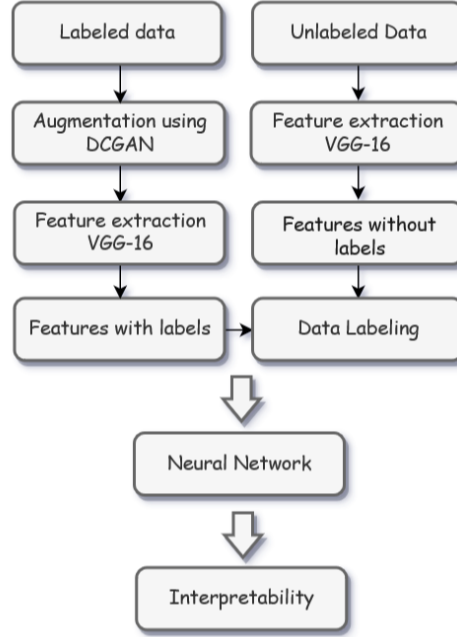 Labeled data
Unlabeled Data
Augmentation using
DCGAN
Feature extraction
VGG-16
Feature extraction
VGG-16
Features without
labels
Features with labels
Data Labeling
Neural Network
Interpretability